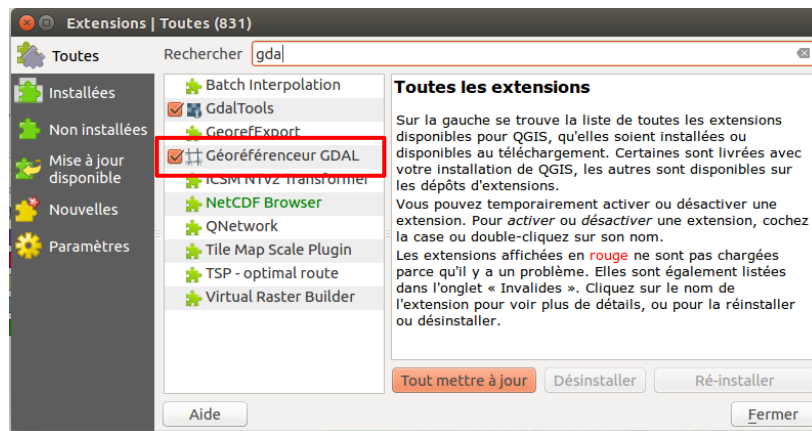 Extensions | Toutes (831)
Toutes
Installées
Non installées
Mise à jour
disponible
Nouvelles
Paramètres
Rechercher gda
Batch Interpolation
GdalTools
GeorefExport
Géoréférenceur GDAL
ICSM NTv2 Transformer
NetCDF Browser
QNetwork
Tile Map Scale Plugin
TSP - optimal route
Virtual Raster Builder
Toutes les extensions
Sur la gauche se trouve la liste de toutes les extensions
disponibles pour QGIS, qu'elles soient installées ou
disponibles au téléchargement. Certaines sont livrées avec
votre installation de QGIS, les autres sont disponibles sur
les dépôts d'extensions.
Vous pouvez temporairement activer ou désactiver une
extension. Pour activer ou désactiver une extension, cochez
la case ou double-cliquez sur son nom.
Les extensions affichées en rouge ne sont pas chargées
parce qu'il y a un problème. Elles sont également listées
dans l'onglet « Invalides ». Cliquez sur le nom de
l'extension pour voir plus de détails, ou pour la réinstaller
ou désinstaller.
Tout mettre à jour
Désinstaller
Ré-installer
Aide
Fermer